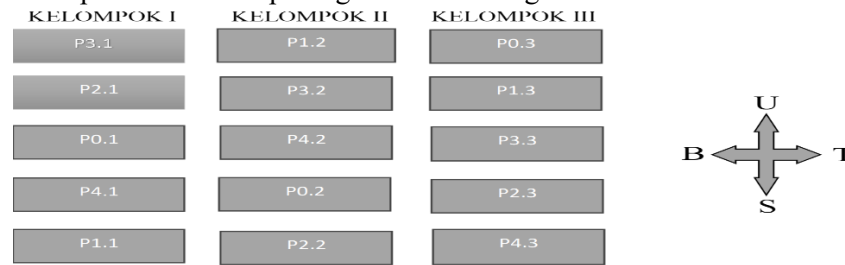 KELOMPOK I KELOMPOK II KELOMPOK III
P3.1 P1.2 P0.3
P2.1 P3.2 P1.3
P0.1 P4.2 P3.3
P4.1 P0.2 P2.3
P1.1 P2.2 P4.3
U
B T
S